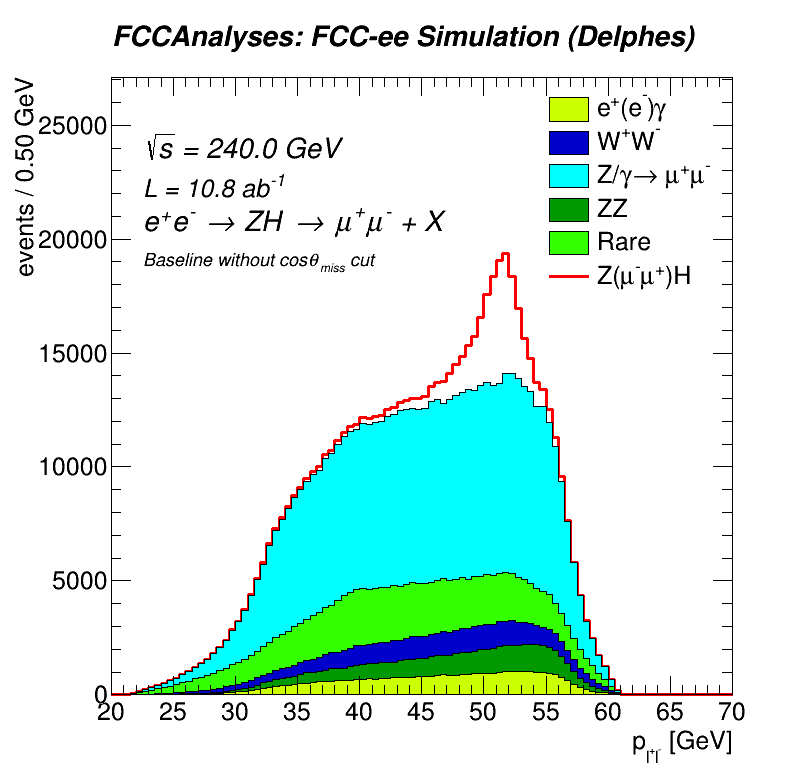 FCCAnalyses: FCC-ee Simulation (Delphes)
events / 0.50 GeV
√s = 240.0 GeV
L = 10.8 ab⁻¹
e⁺e⁻ → ZH → μ⁺μ⁻ + X
Baseline without cosθ_miss cut
e⁺(e⁻)γ
W⁺W⁻
Z/γ→ μ⁺μ⁻
ZZ
Rare
Z(μ⁻μ⁺)H
25000
20000
15000
10000
5000
0
20 25 30 35 40 45 50 55 60 65 70
p_l⁺l⁻ [GeV]